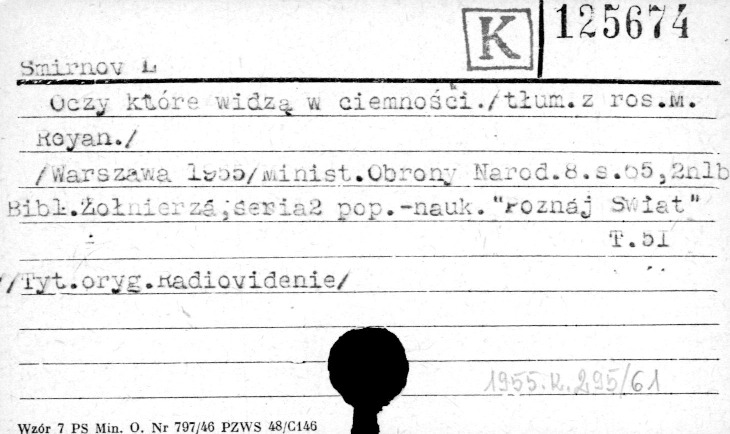 K 125674
Smirnov L
Oczy które widzą w ciemności./tłum.z ros.M.
Royan./
/Warszawa 1955/Minist.Obrony Narod.8.s.65,2nlb
Bibl.Żołnierza;seria2 pop.-nauk."Poznaj Świat"
T.5I
/Tyt.oryg.Radiovidenie/
1955.K.295/61
Wzór 7 PS Min. O. Nr 797/46 PZWS 48/C146